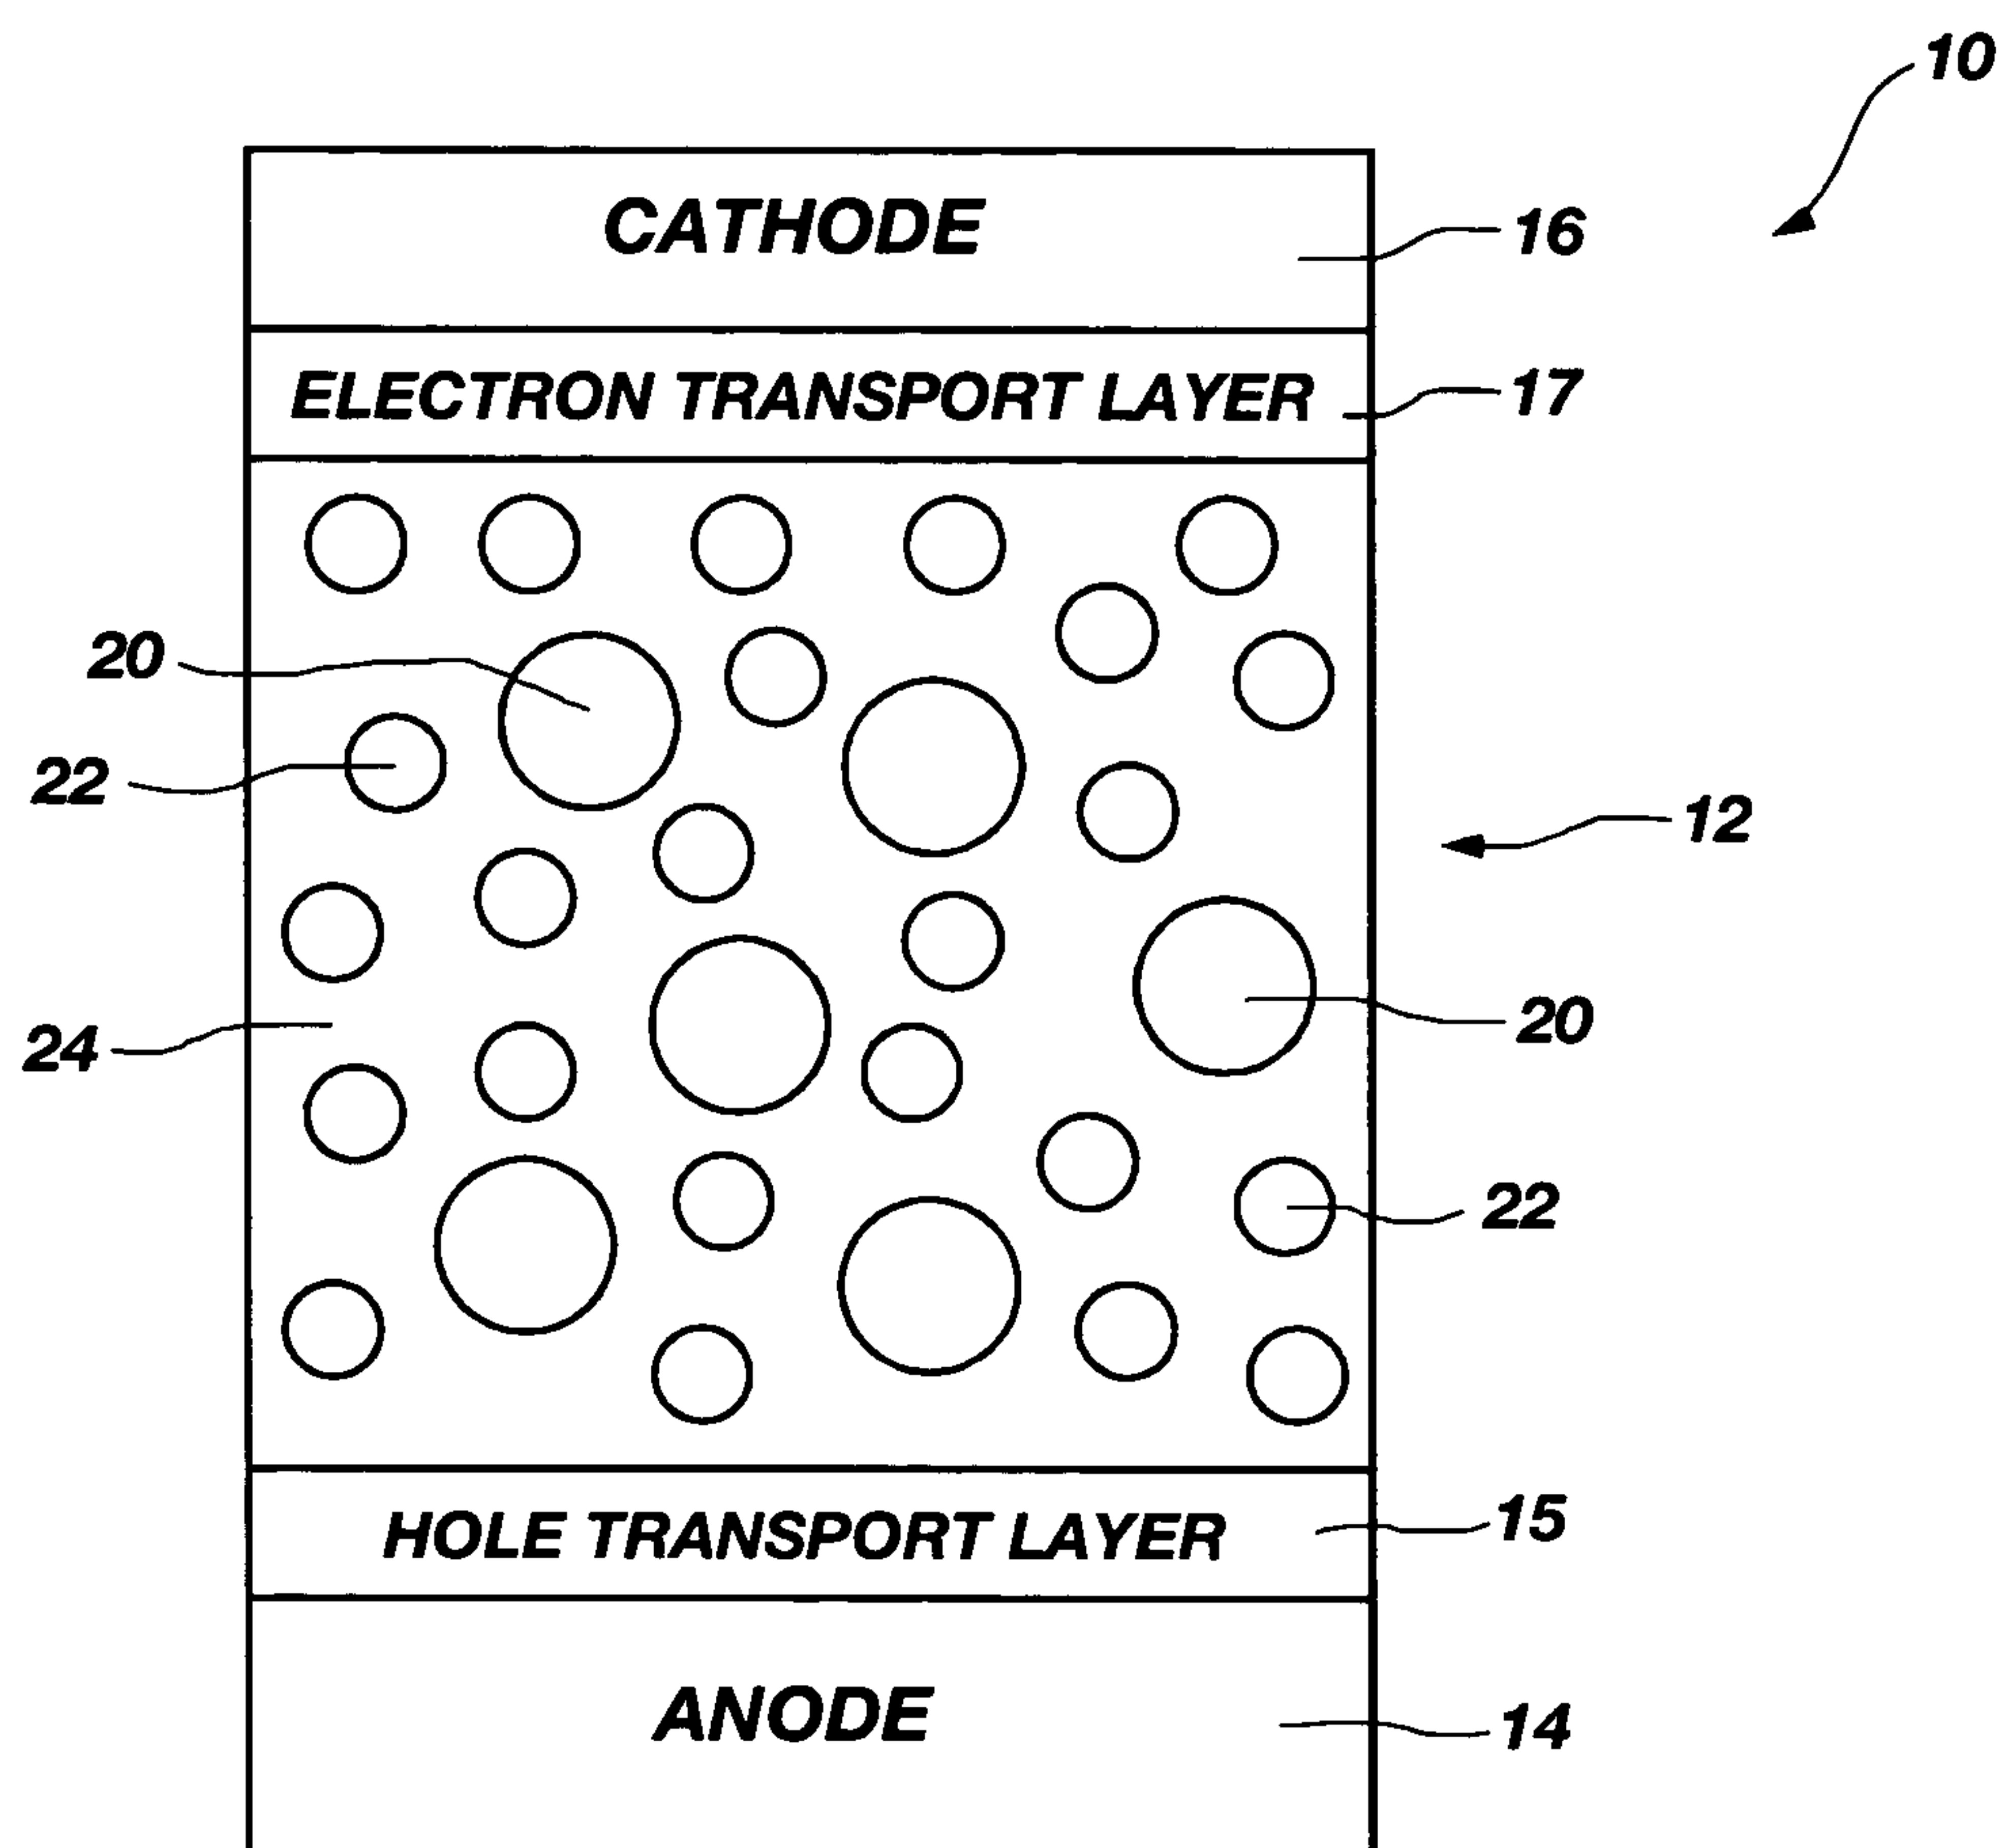 10
CATHODE
16
ELECTRON TRANSPORT LAYER
17
20
22
12
20
24
22
HOLE TRANSPORT LAYER
15
ANODE
14